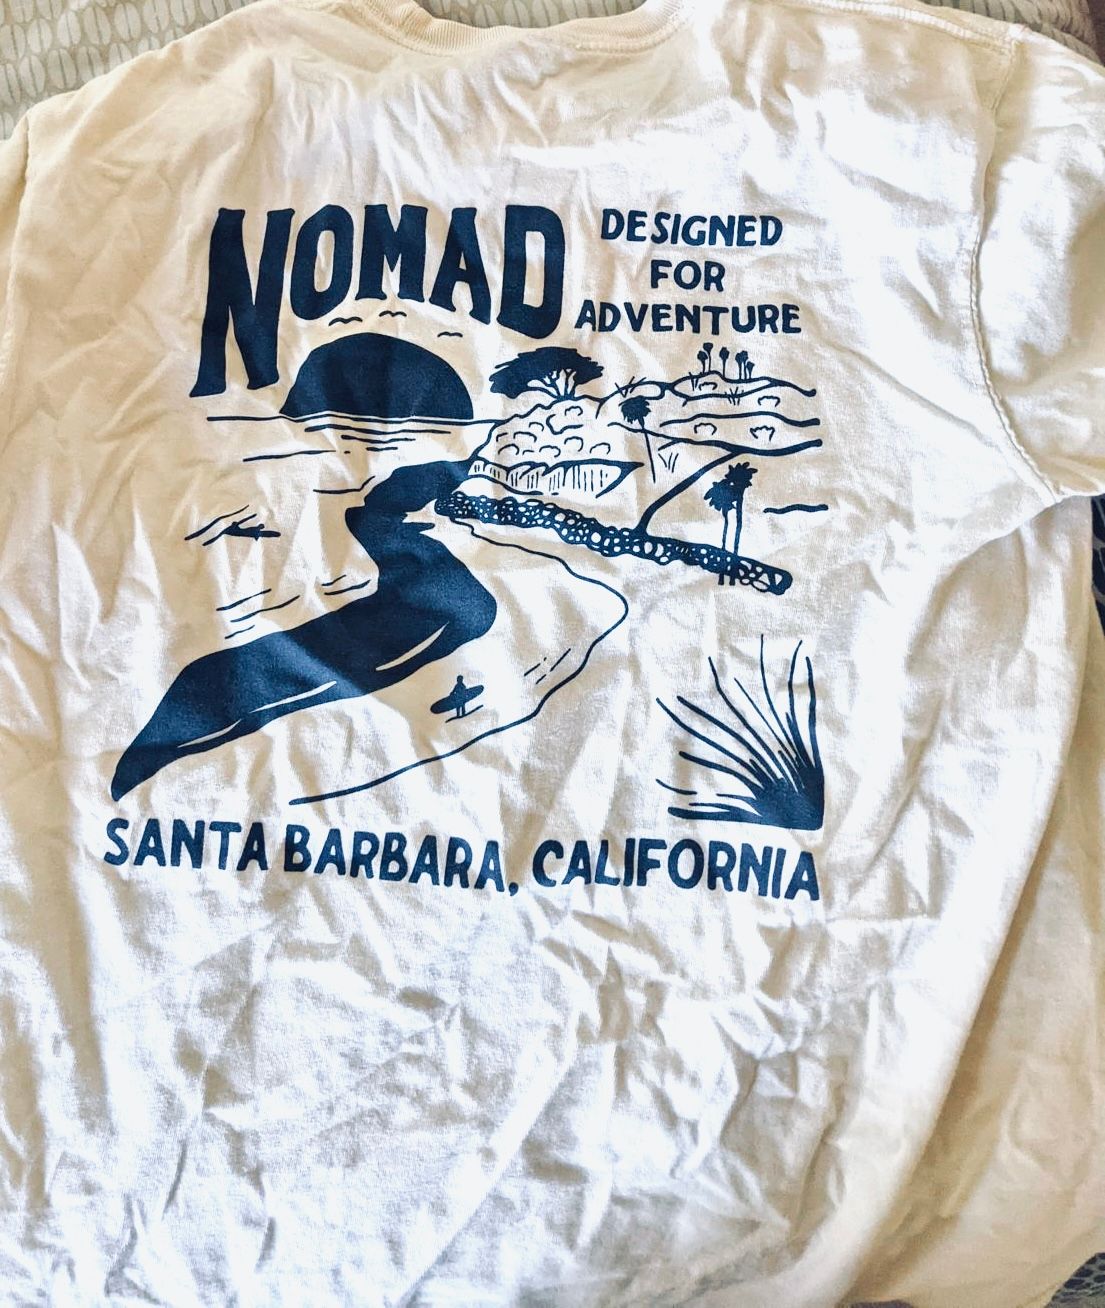 NOMAD
DESIGNED
FOR
ADVENTURE
SANTA BARBARA, CALIFORNIA